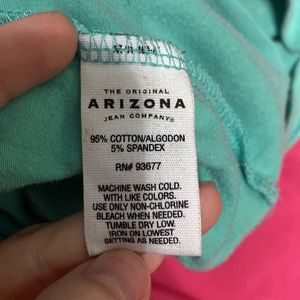 THE ORIGINAL
ARIZONA
JEAN COMPANY®
95% COTTON/ALGODON
5% SPANDEX
RN# 93677
MACHINE WASH COLD.
WITH LIKE COLORS.
USE ONLY NON-CHLORINE
BLEACH WHEN NEEDED.
TUMBLE DRY LOW.
IRON ON LOWEST
SETTING AS NEEDED.